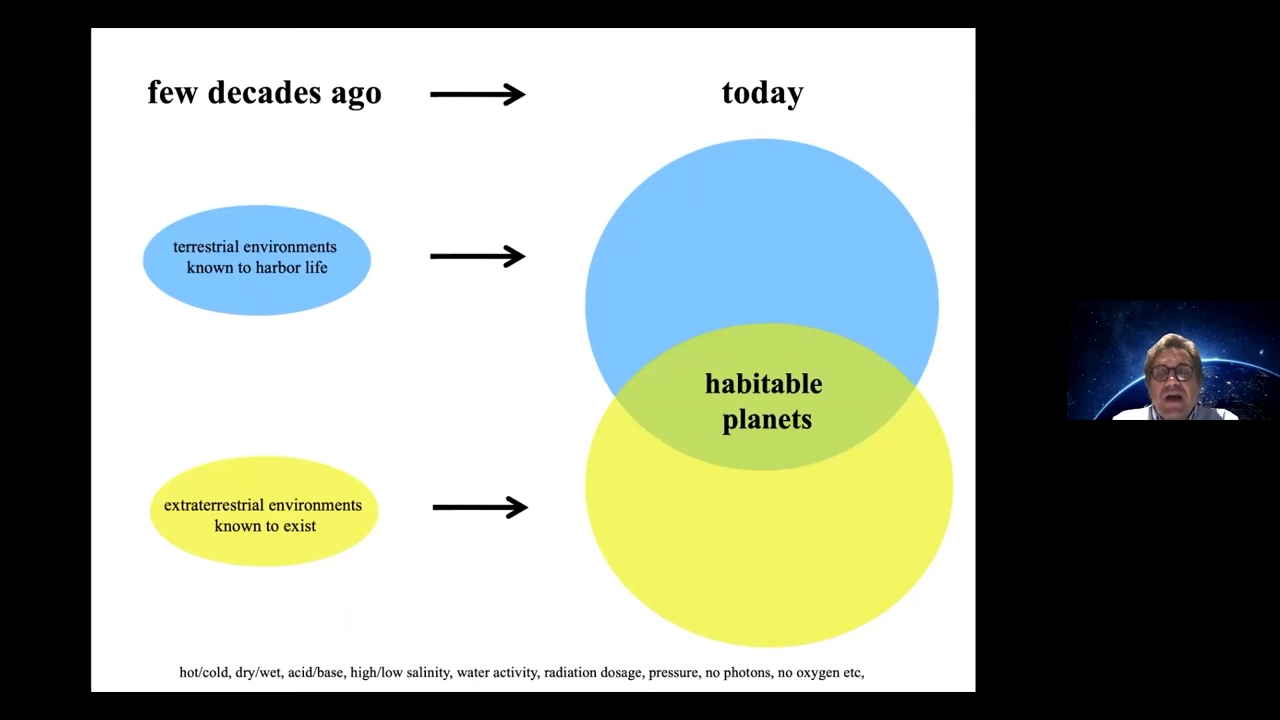 few decades ago
today
terrestrial environments
known to harbor life
habitable
planets
extraterrestrial environments
known to exist
hot/cold, dry/wet, acid/base, high/low salinity, water activity, radiation dosage, pressure, no photons, no oxygen etc,